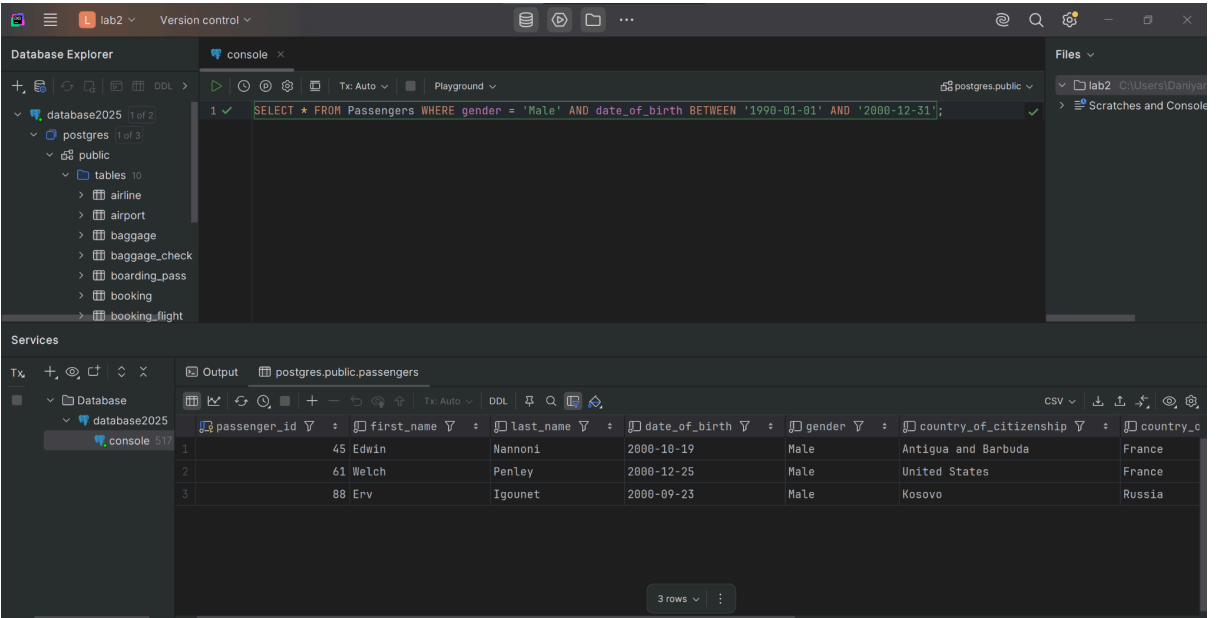 L lab2 Version control
Database Explorer
console
Files
DDL
Tx: Auto Playground
postgres.public
lab2 C:\Users\Daniyar
Scratches and Console
database2025 1 of 2
postgres 1 of 3
public
tables 10
airline
airport
baggage
baggage_check
boarding_pass
booking
booking_flight
1 SELECT * FROM Passengers WHERE gender = 'Male' AND date_of_birth BETWEEN '1990-01-01' AND '2000-12-31';
Services
Tx
Output postgres.public.passengers
Database
database2025
console 517
Tx: Auto DDL CSV
passenger_id first_name last_name date_of_birth gender country_of_citizenship country_o
1 45 Edwin Nannoni 2000-10-19 Male Antigua and Barbuda France
2 61 Welch Penley 2000-12-25 Male United States France
3 88 Erv Igounet 2000-09-23 Male Kosovo Russia
3 rows